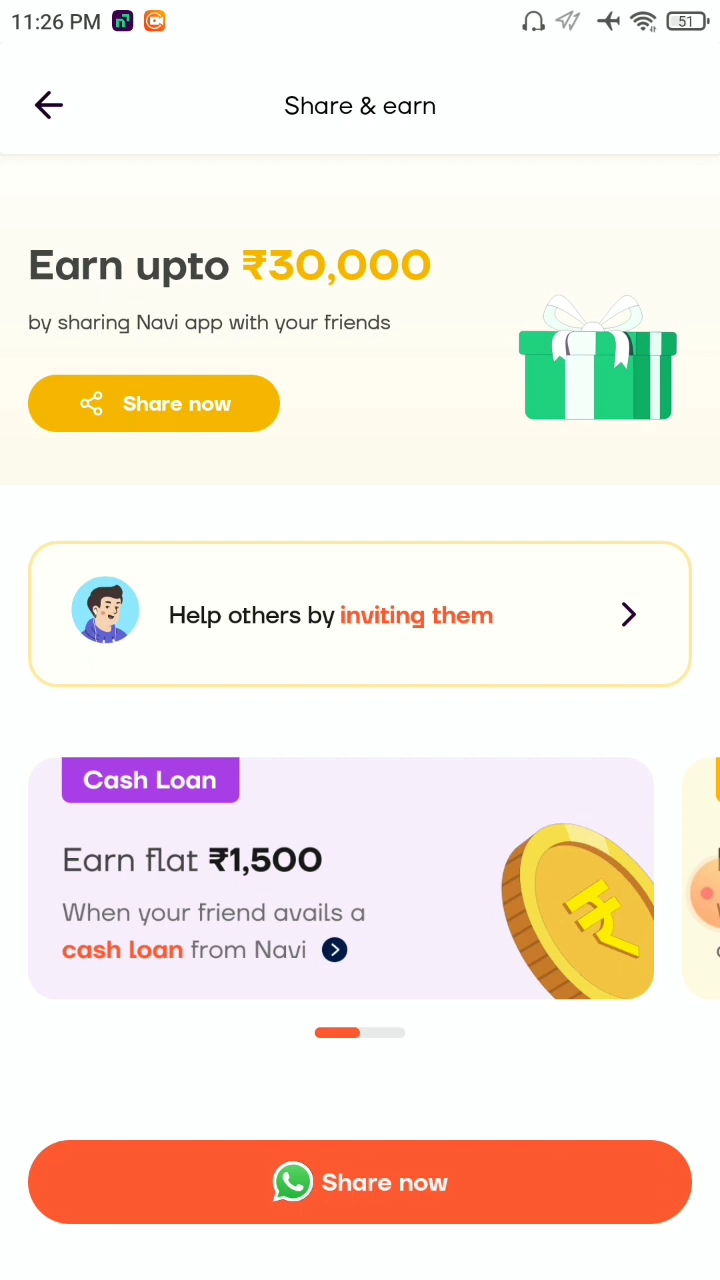 11:26 PM
51
Share & earn
Earn upto ₹30,000
by sharing Navi app with your friends
Share now
Help others by inviting them
Cash Loan
Earn flat ₹1,500
When your friend avails a
cash loan from Navi
Share now